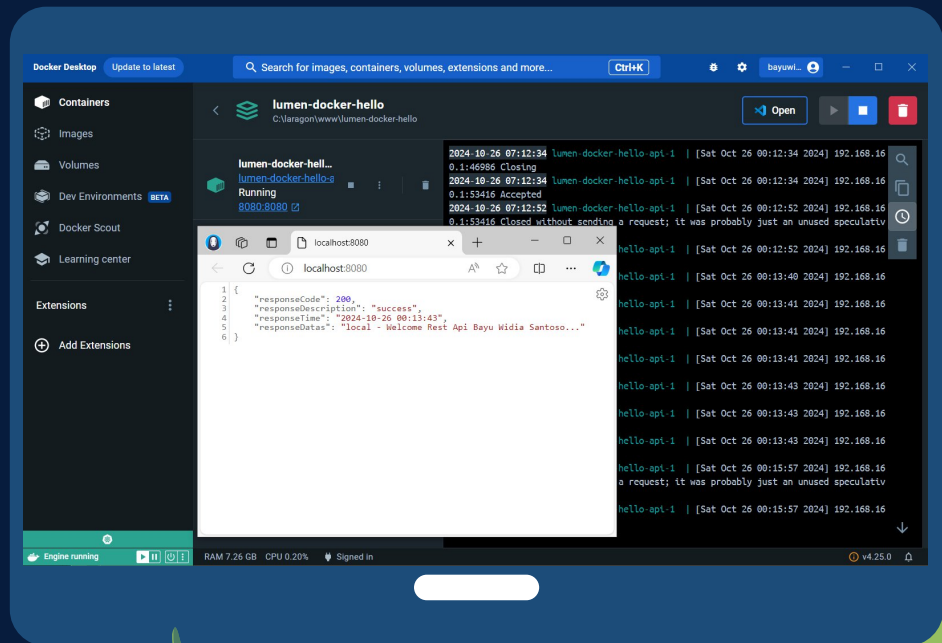 Docker Desktop Update to latest
Search for images, containers, volumes, extensions and more... Ctrl+K
bayuwi...
Containers
Images
Volumes
Dev Environments BETA
Docker Scout
Learning center
Extensions
Add Extensions
lumen-docker-hello
C:\laragon\www\lumen-docker-hello
Open
lumen-docker-hell...
lumen-docker-hello-a
Running
8080:8080
2024-10-26 07:12:34 lumen-docker-hello-api-1 | [Sat Oct 26 00:12:34 2024] 192.168.16
0.1:46986 Closing
2024-10-26 07:12:34 lumen-docker-hello-api-1 | [Sat Oct 26 00:12:34 2024] 192.168.16
0.1:53416 Accepted
2024-10-26 07:12:52 lumen-docker-hello-api-1 | [Sat Oct 26 00:12:52 2024] 192.168.16
0.1:53416 Closed without sending a request; it was probably just an unused speculativ
hello-api-1 | [Sat Oct 26 00:12:52 2024] 192.168.16
hello-api-1 | [Sat Oct 26 00:13:40 2024] 192.168.16
hello-api-1 | [Sat Oct 26 00:13:41 2024] 192.168.16
hello-api-1 | [Sat Oct 26 00:13:41 2024] 192.168.16
hello-api-1 | [Sat Oct 26 00:13:41 2024] 192.168.16
hello-api-1 | [Sat Oct 26 00:13:43 2024] 192.168.16
hello-api-1 | [Sat Oct 26 00:13:43 2024] 192.168.16
hello-api-1 | [Sat Oct 26 00:13:43 2024] 192.168.16
hello-api-1 | [Sat Oct 26 00:15:57 2024] 192.168.16
a request; it was probably just an unused speculativ
hello-api-1 | [Sat Oct 26 00:15:57 2024] 192.168.16
localhost:8080
localhost:8080
1 {
2 "responseCode": 200,
3 "responseDescription": "success",
4 "responseTime": "2024-10-26 00:13:43",
5 "responseDatas": "local - Welcome Rest Api Bayu Widia Santoso..."
6 }
Engine running
RAM 7.26 GB CPU 0.20% Signed in
v4.25.0